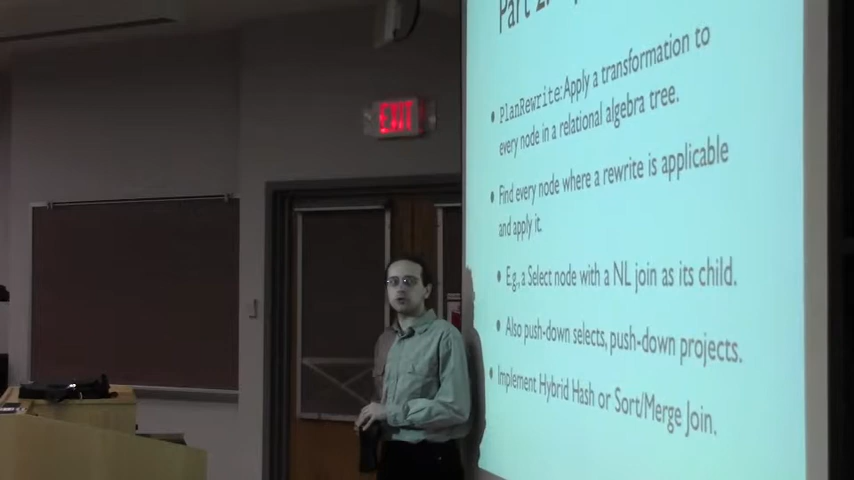 Part 2:
EXIT
• PlanRewrite: Apply a transformation to
every node in a relational algebra tree.
• Find every node where a rewrite is applicable
and apply it.
• E.g., a Select node with a NL join as its child.
• Also push-down selects, push-down projects.
• Implement Hybrid Hash or Sort/Merge Join.